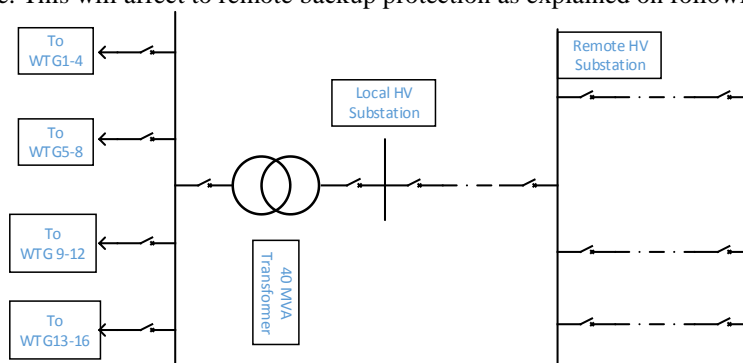 e. This will affect to remote backup protection as explained on followi
To
WTG1-4
Remote HV
Substation
Local HV
Substation
To
WTG5-8
To
WTG 9-12
40 MVA
Transformer
To
WTG13-16